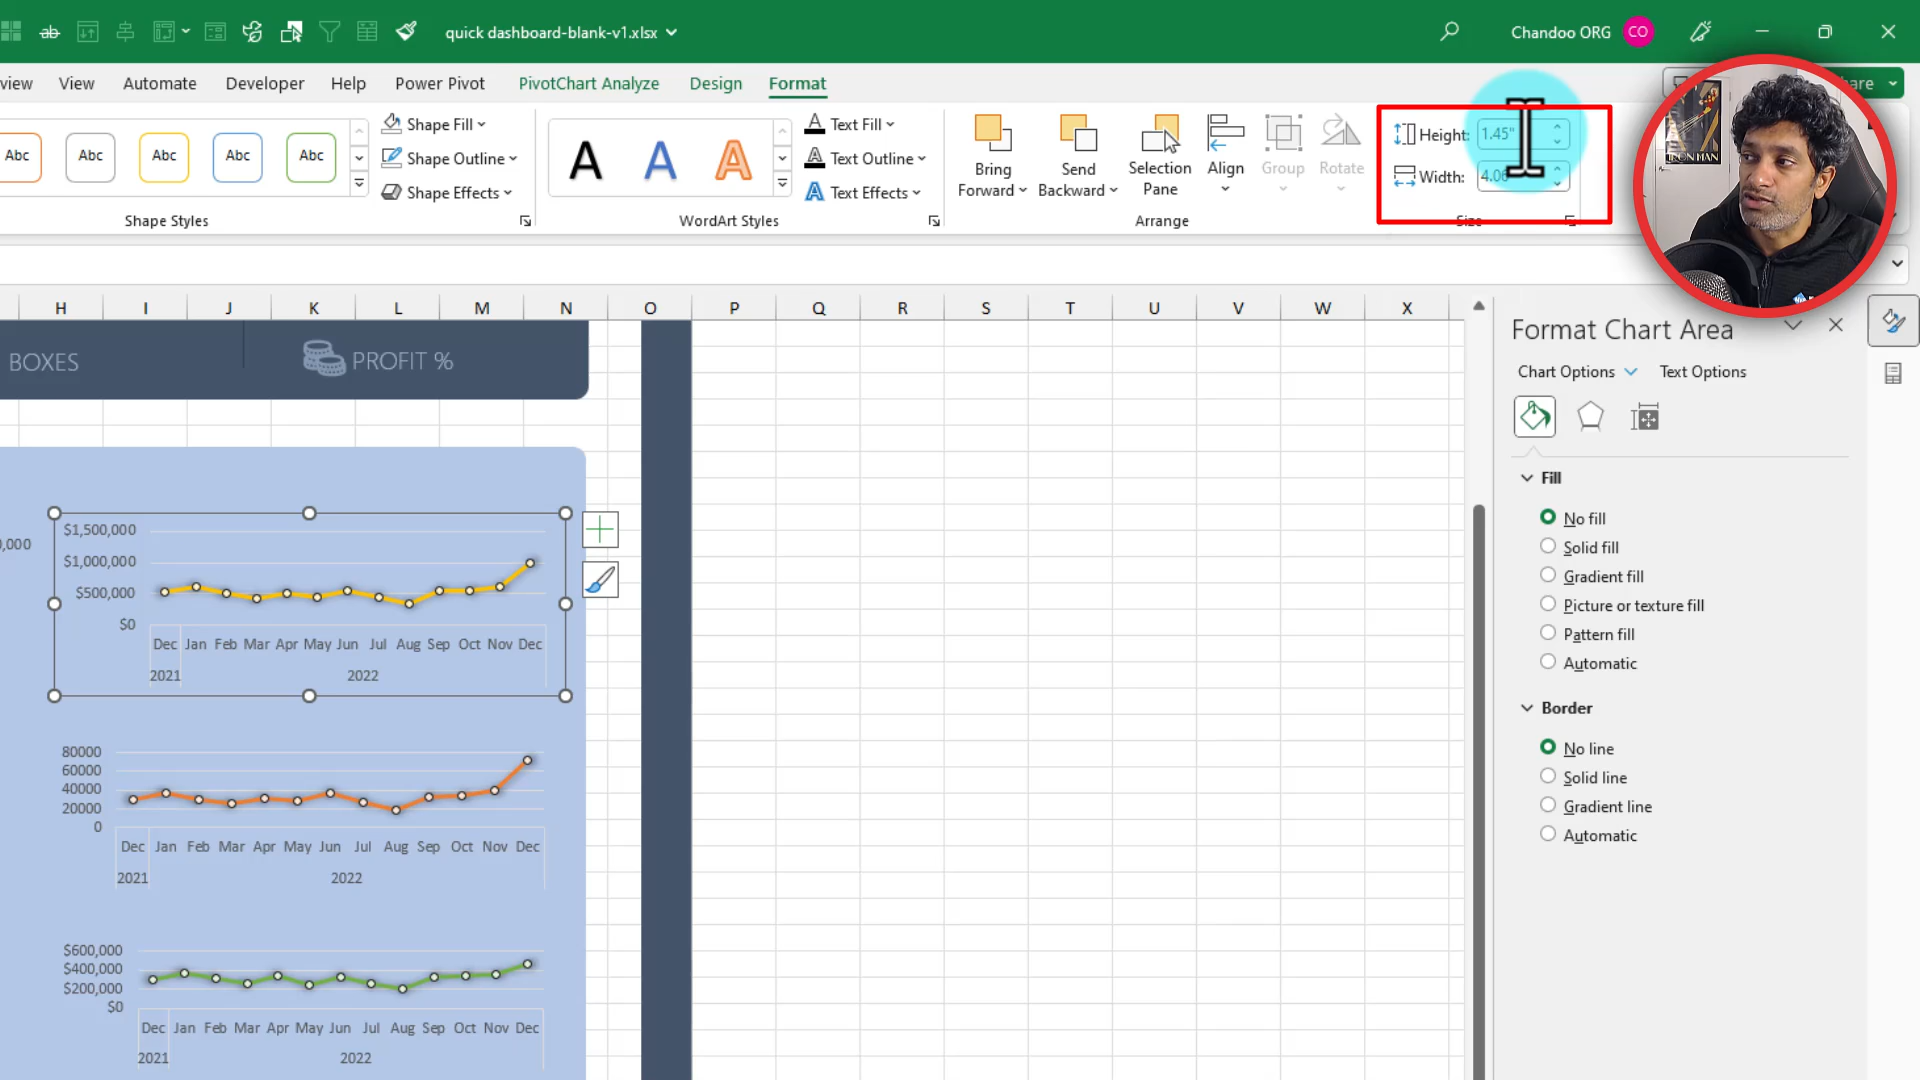 ab
quick dashboard-blank-v1.xlsx
Chandoo ORG
CO
view
View
Automate
Developer
Help
Power Pivot
PivotChart Analyze
Design
Format
Abc
Abc
Abc
Abc
Abc
Shape Fill
Shape Outline
Shape Effects
Shape Styles
A
A
A
Text Fill
Text Outline
Text Effects
WordArt Styles
Bring
Forward
Send
Backward
Selection
Pane
Align
Group
Rotate
Arrange
Height: 1.45"
Width:
Size
H I J K L M N O P Q R S T U V W X
BOXES
PROFIT %
0,000
$1,500,000
$1,000,000
$500,000
$0
Dec Jan Feb Mar Apr May Jun Jul Aug Sep Oct Nov Dec
2021 2022
80000
60000
40000
20000
0
Dec Jan Feb Mar Apr May Jun Jul Aug Sep Oct Nov Dec
2021 2022
$600,000
$400,000
$200,000
$0
Dec Jan Feb Mar Apr May Jun Jul Aug Sep Oct Nov Dec
2021 2022
Format Chart Area
Chart Options
Text Options
Fill
No fill
Solid fill
Gradient fill
Picture or texture fill
Pattern fill
Automatic
Border
No line
Solid line
Gradient line
Automatic